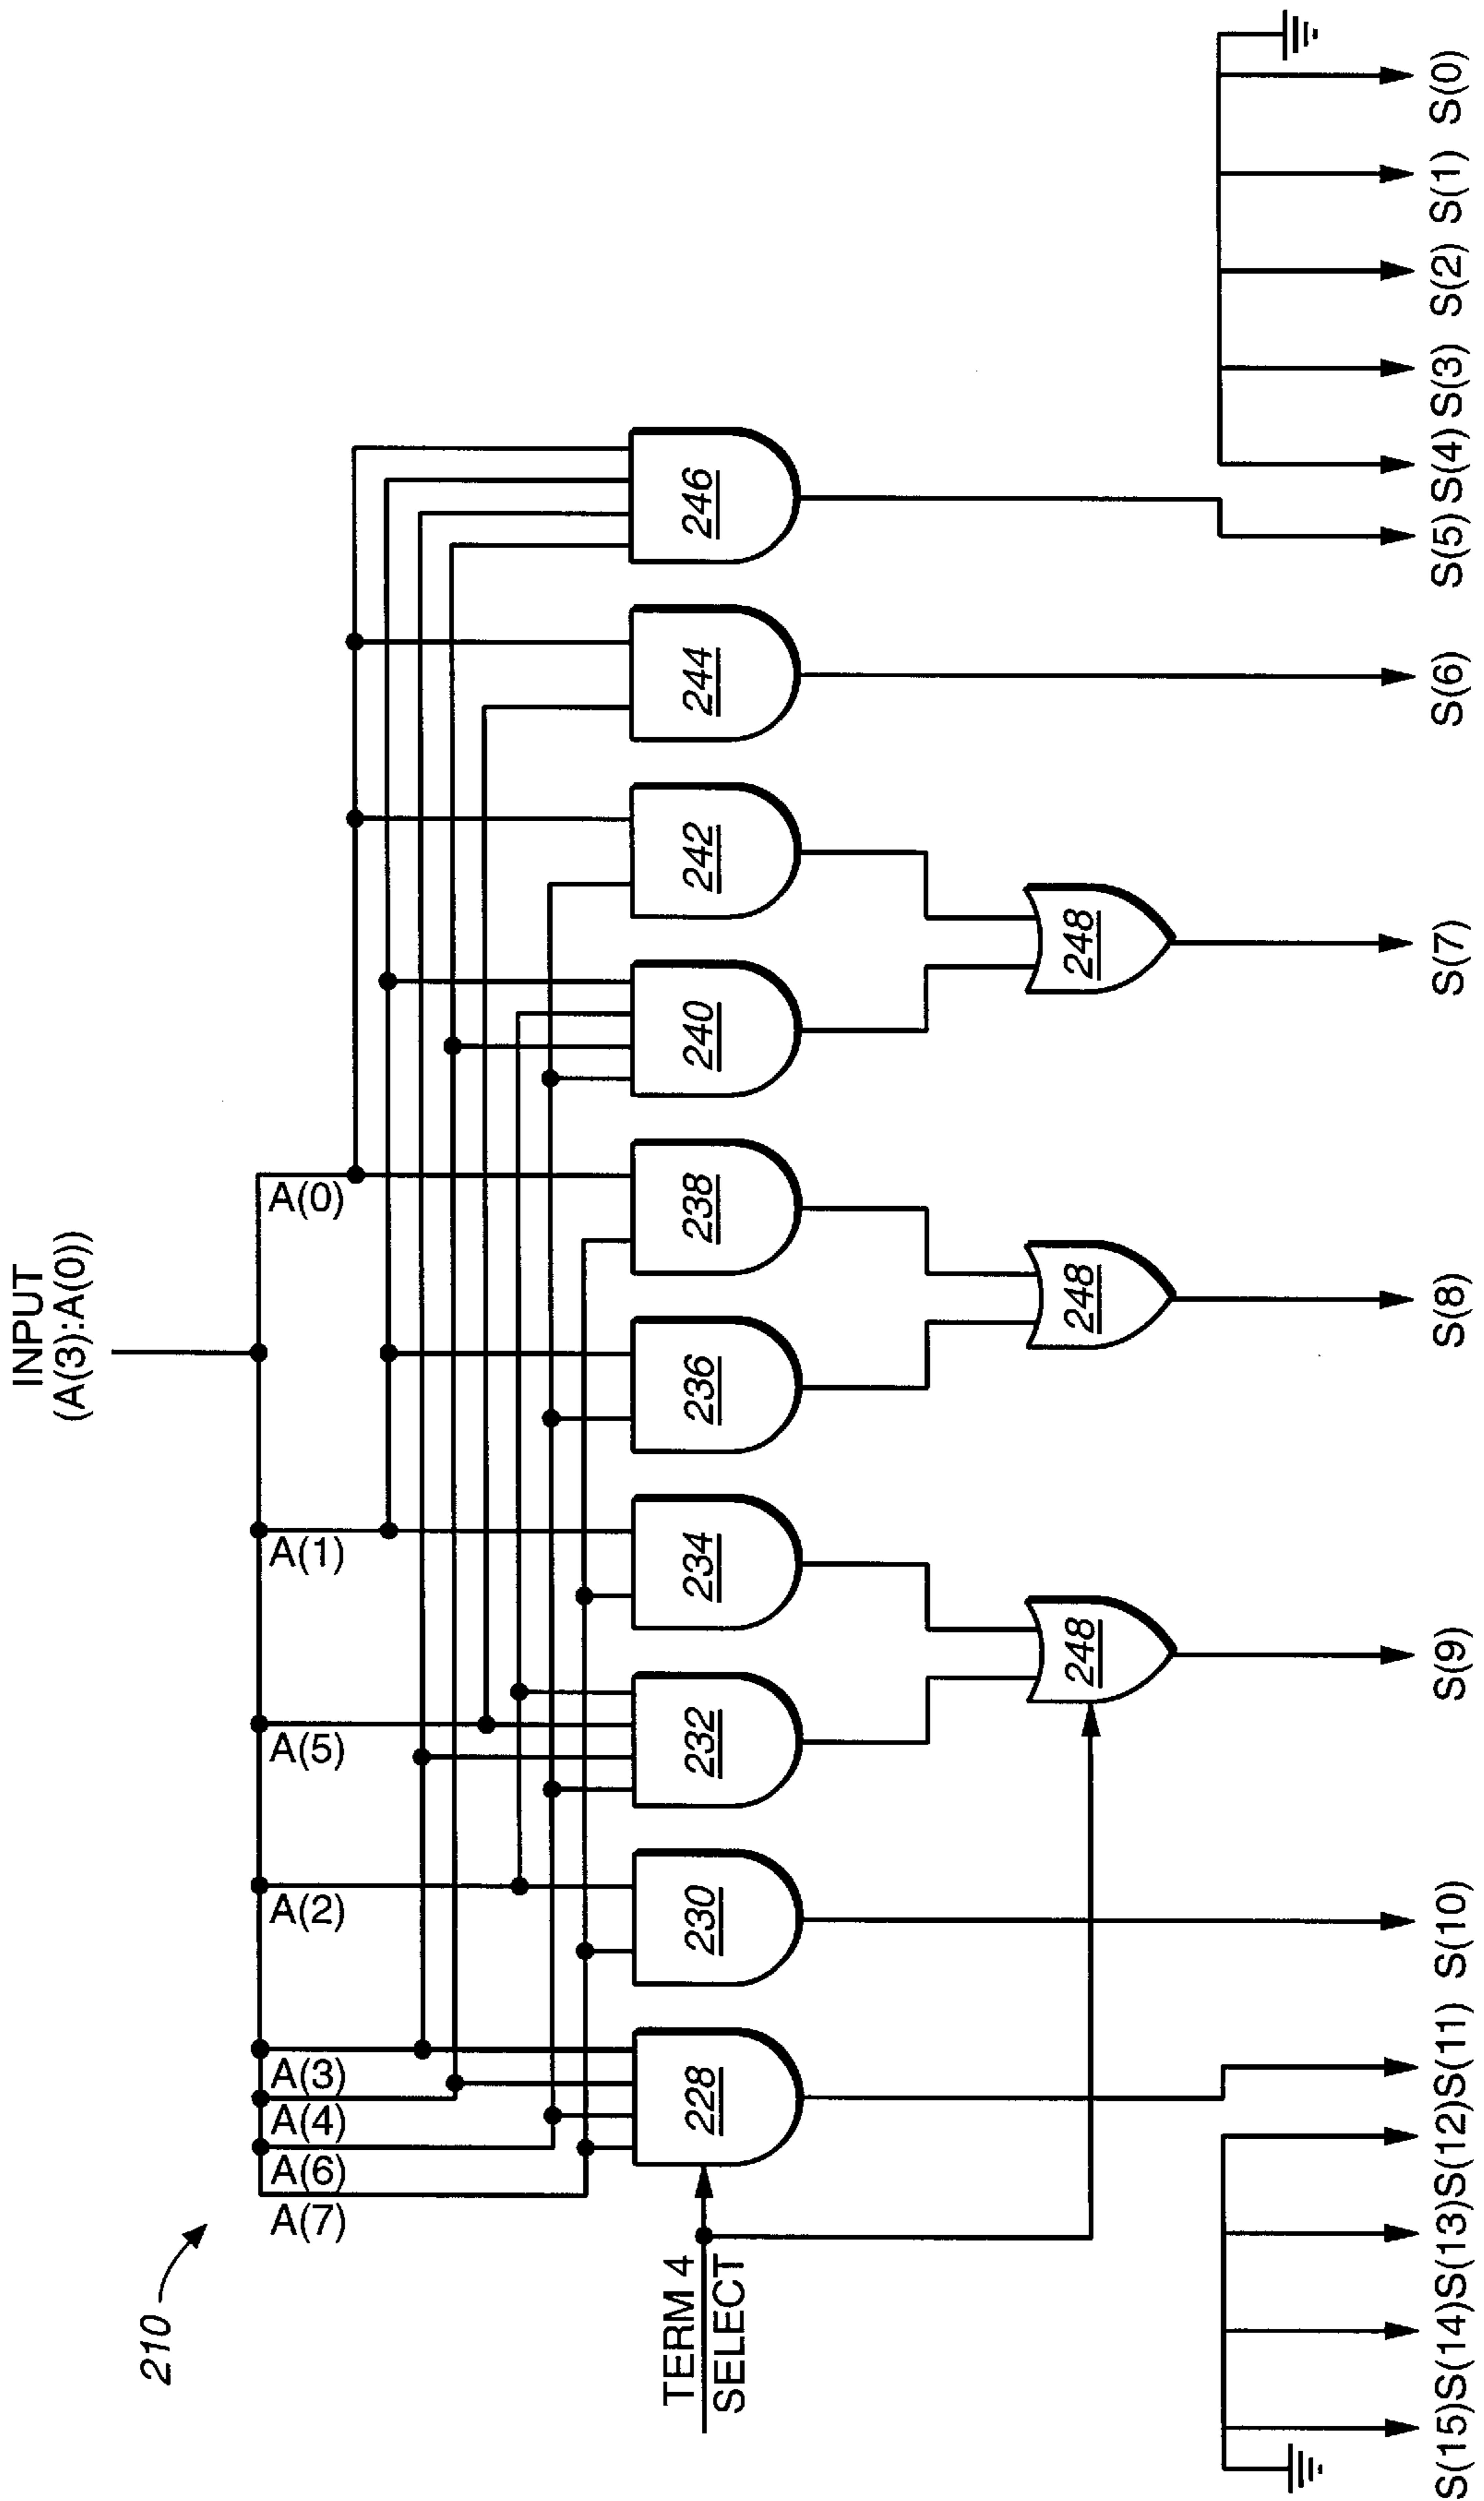 210
INPUT
(A(3):A(0))
A(7)
A(6)
A(4)
A(3)
A(2)
A(5)
A(1)
A(0)
TERM 4
SELECT
228
230
232
234
236
238
240
242
244
246
248
248
248
S(15)
S(14)
S(13)
S(12)
S(11)
S(10)
S(9)
S(8)
S(7)
S(6)
S(5)
S(4)
S(3)
S(2)
S(1)
S(0)